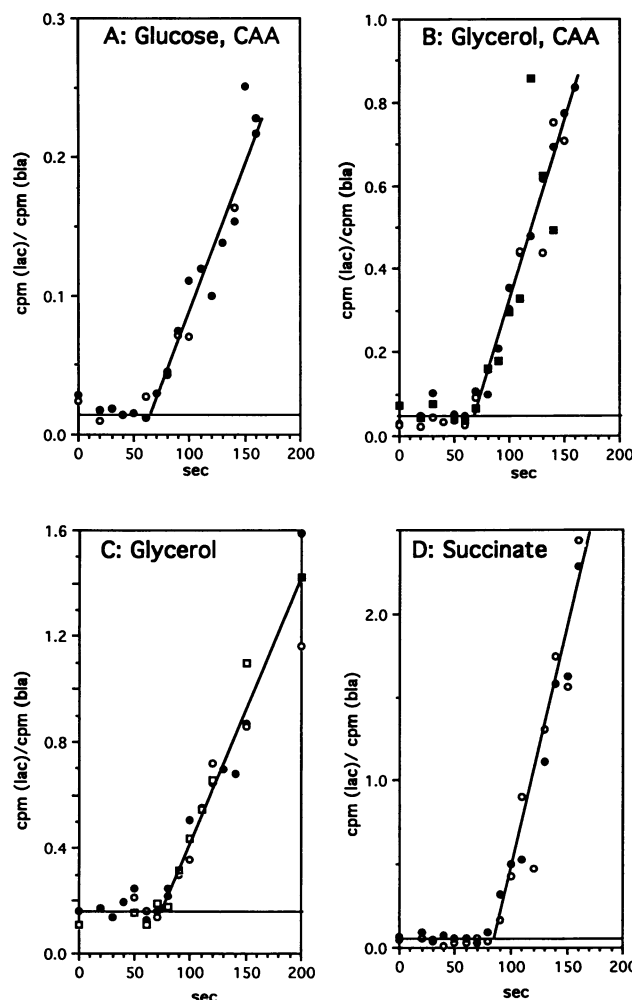 A: Glucose, CAA
0.3
0.2
0.1
0.0
cpm (lac)/ cpm (bla)
0 50 100 150 200
sec
B: Glycerol, CAA
1.0
0.8
0.6
0.4
0.2
0.0
cpm (lac)/cpm (bla)
0 50 100 150 200
sec
C: Glycerol
1.6
1.2
0.8
0.4
0.0
cpm (lac)/cpm (bla)
0 50 100 150 200
sec
D: Succinate
2.0
1.0
0.0
cpm (lac)/ cpm (bla)
0 50 100 150 200
sec